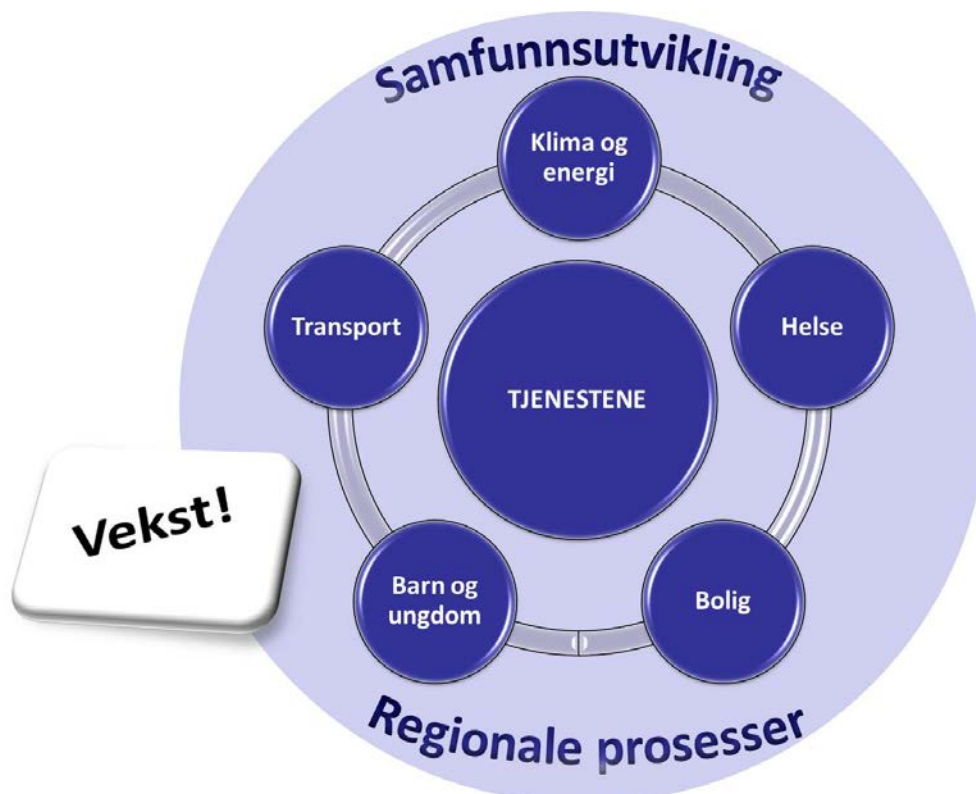 Samfunnsutvikling
Klima og
energi
Transport
Helse
TJENESTENE
Vekst!
Barn og
ungdom
Bolig
Regionale prosesser